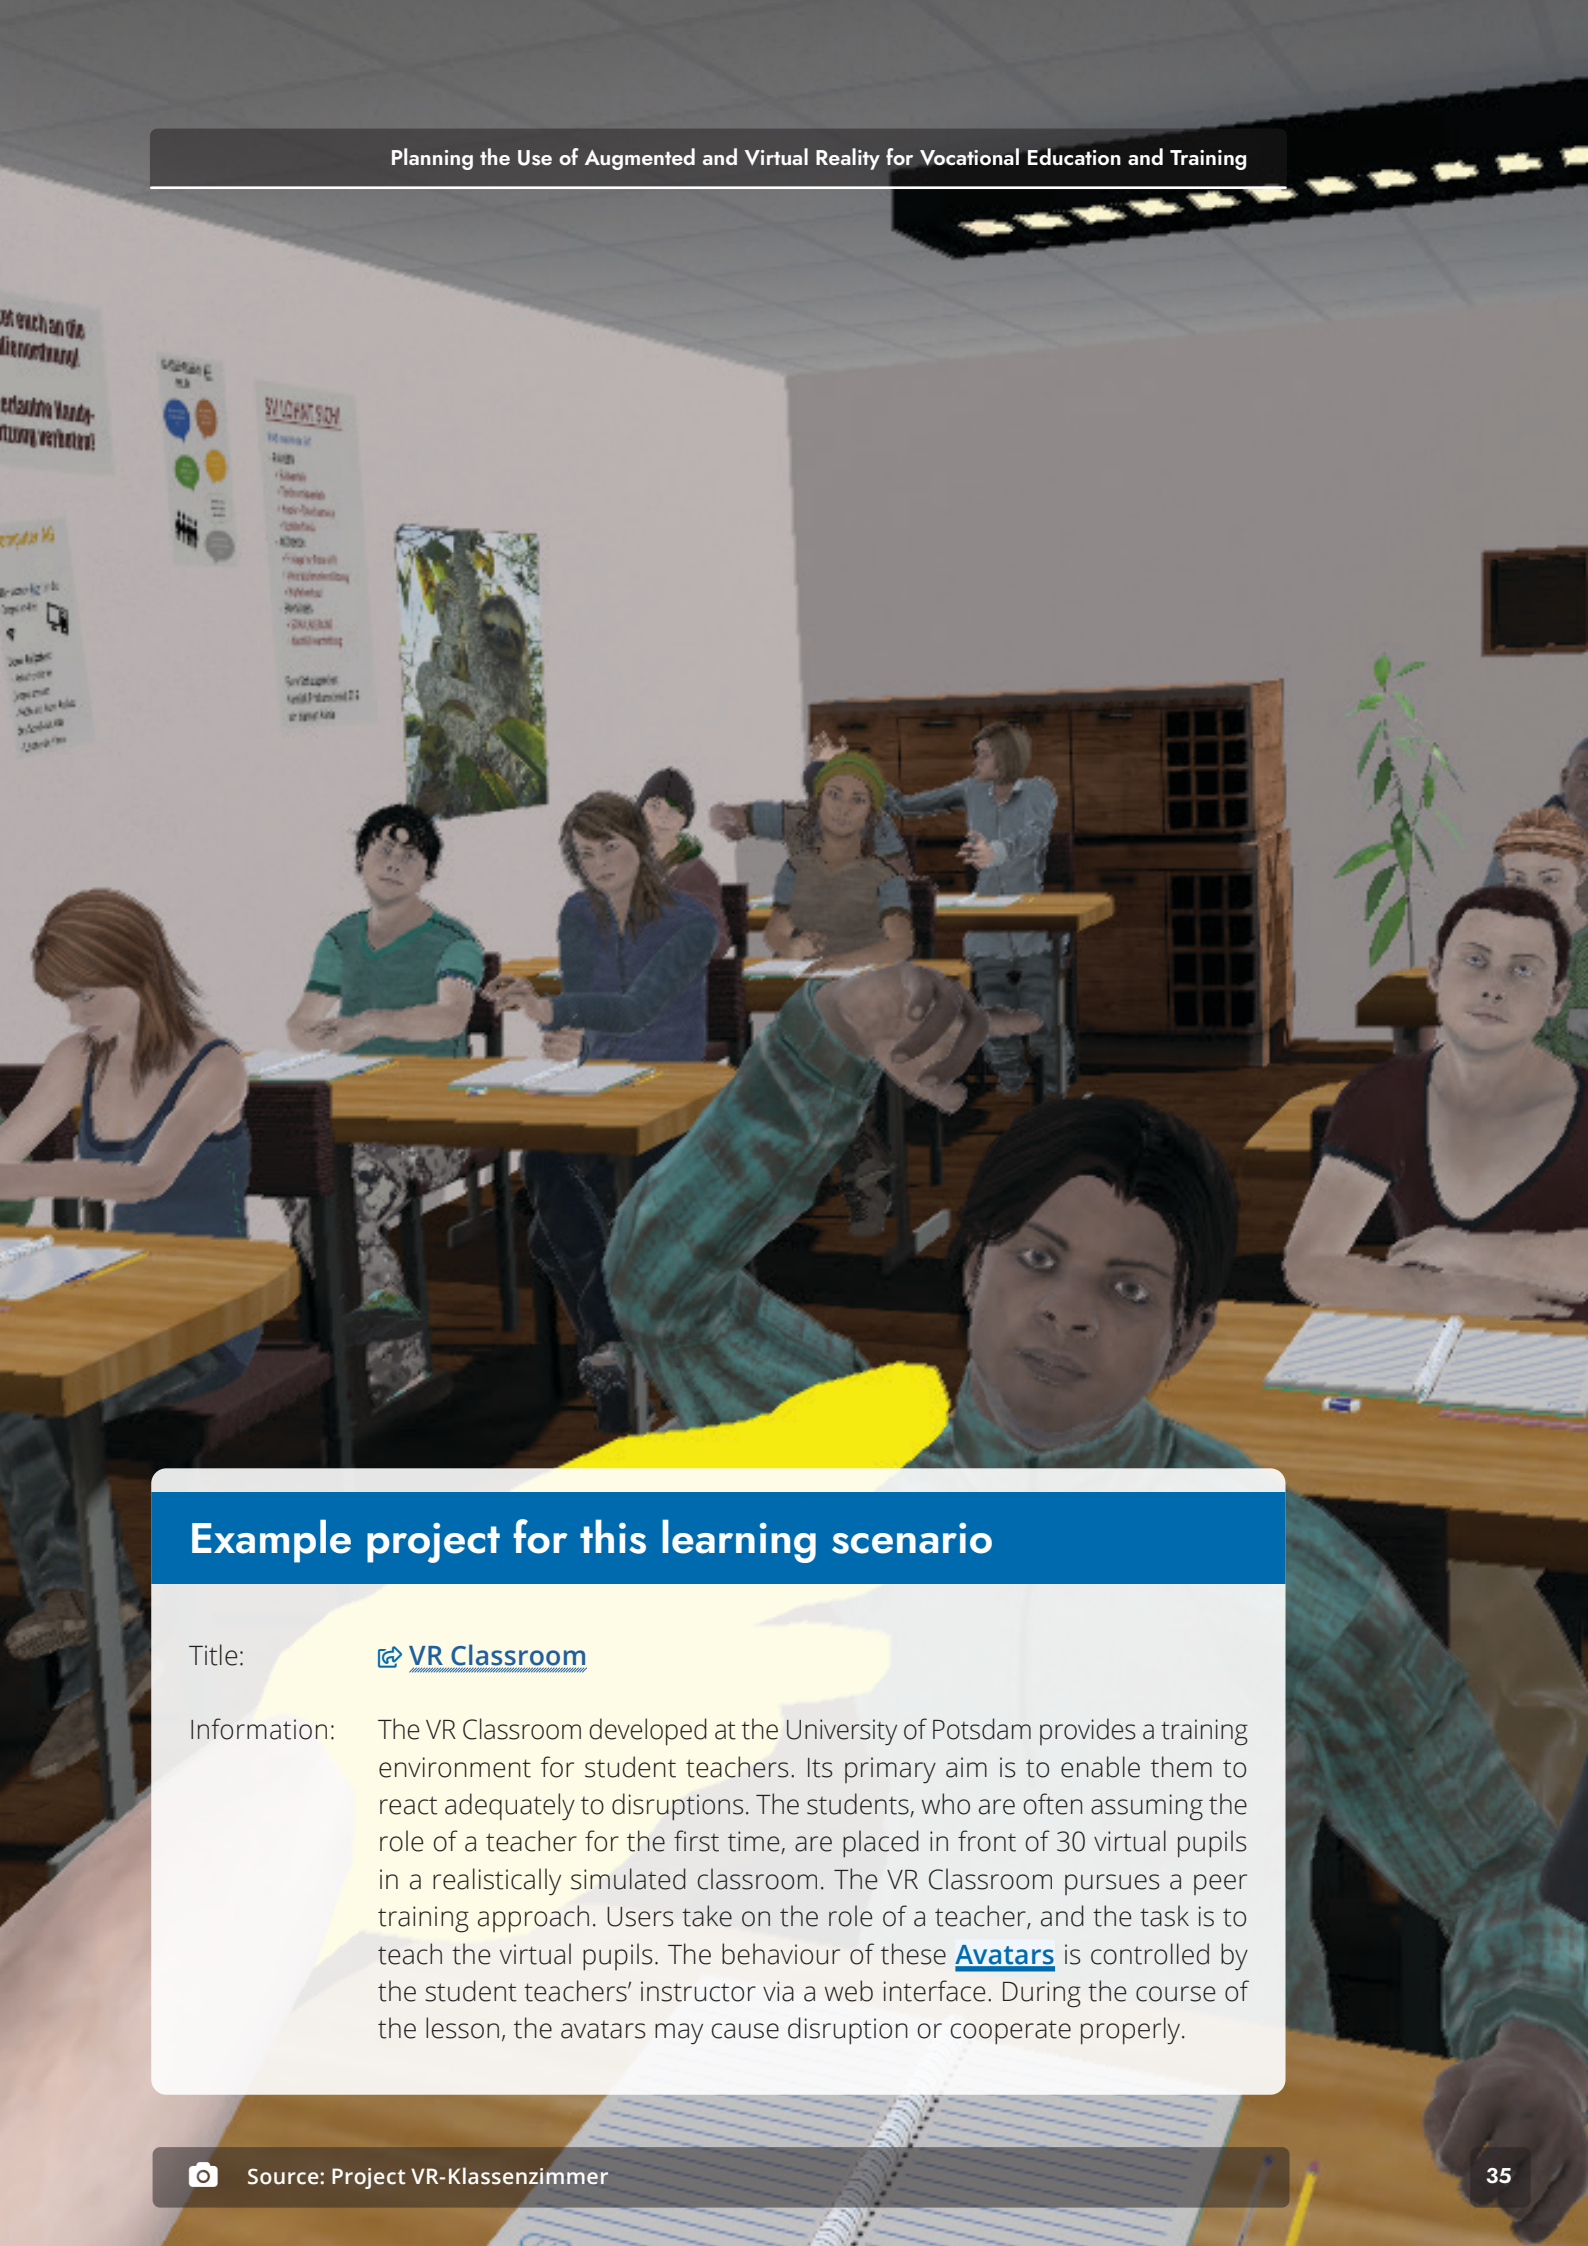 Planning the Use of Augmented and Virtual Reality for Vocational Education and Training
euch an die
SV LOHNT SICH!
Example project for this learning scenario
Title: VR Classroom
Information: The VR Classroom developed at the University of Potsdam provides a training
environment for student teachers. Its primary aim is to enable them to
react adequately to disruptions. The students, who are often assuming the
role of a teacher for the first time, are placed in front of 30 virtual pupils
in a realistically simulated classroom. The VR Classroom pursues a peer
training approach. Users take on the role of a teacher, and the task is to
teach the virtual pupils. The behaviour of these Avatars is controlled by
the student teachers’ instructor via a web interface. During the course of
the lesson, the avatars may cause disruption or cooperate properly.
Source: Project VR-Klassenzimmer
35